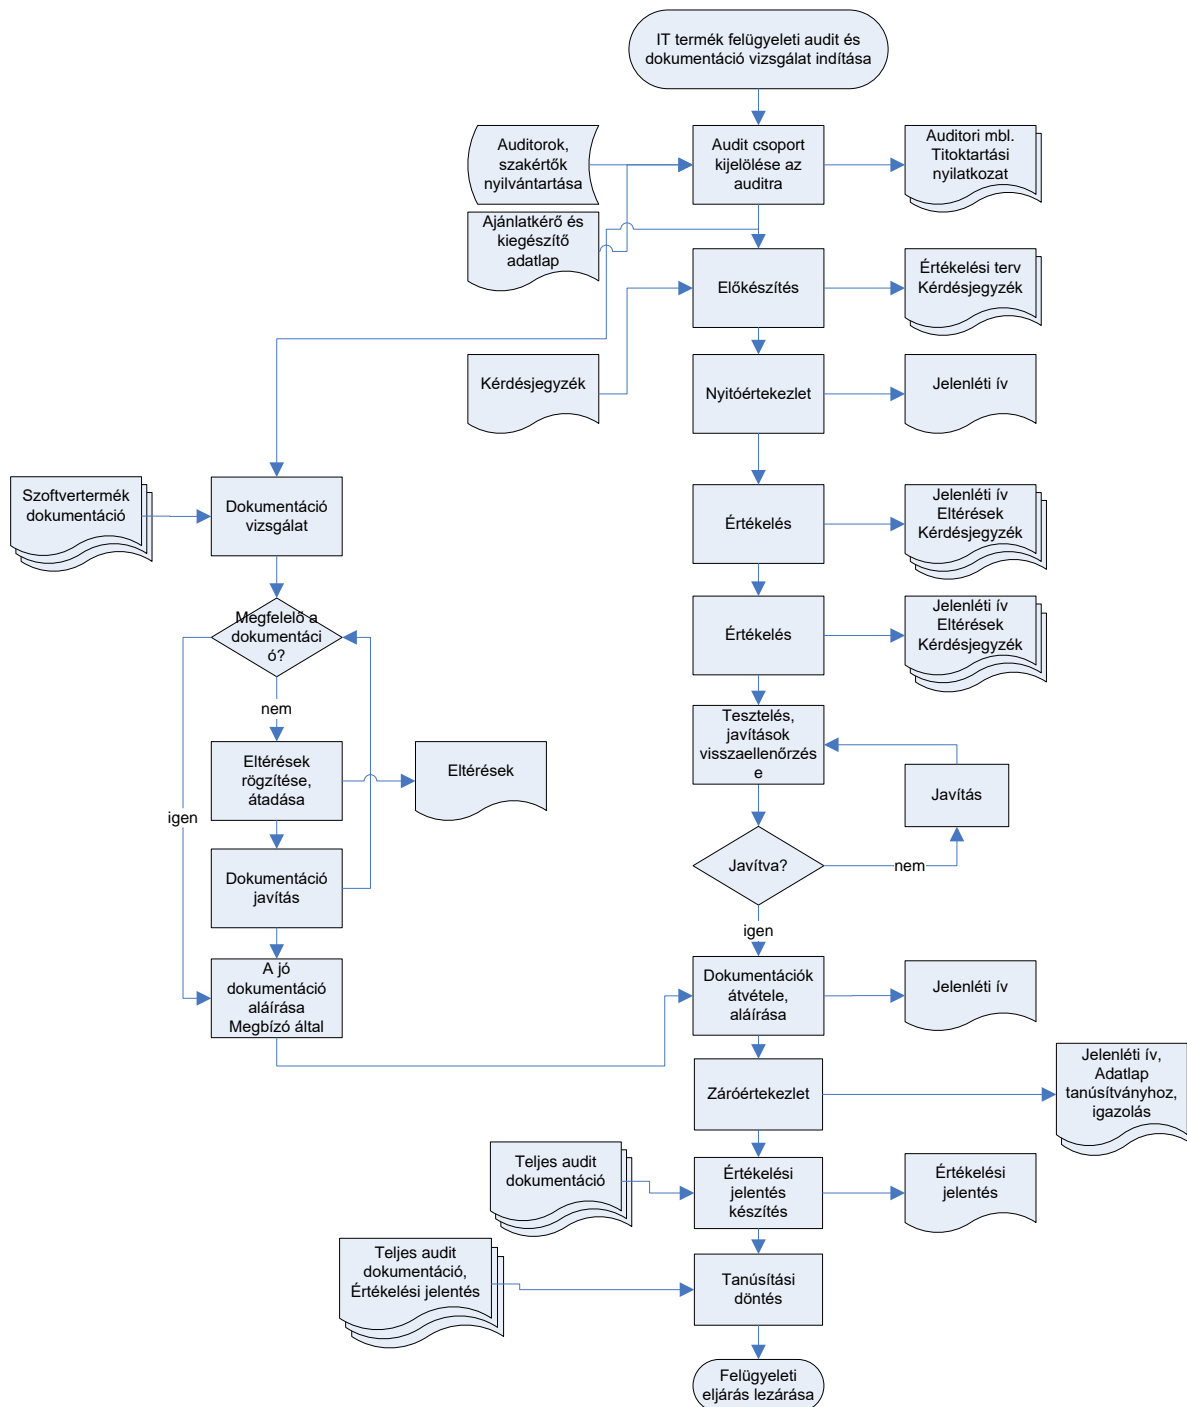 IT termék felügyeleti audit és
dokumentáció vizsgálat indítása
Auditorok,
szakértők
nyilvántartása
Audit csoport
kijelölése az
auditra
Auditori mbl.
Titoktartási
nyilatkozat
Ajánlatkérő és
kiegészítő
adatlap
Előkészítés
Értékelési terv
Kérdésjegyzék
Kérdésjegyzék
Nyitóértekezlet
Jelenléti ív
Szoftvertermék
dokumentáció
Dokumentáció
vizsgálat
Értékelés
Jelenléti ív
Eltérések
Kérdésjegyzék
Megfelelő a
dokumentáci
ó?
Értékelés
Jelenléti ív
Eltérések
Kérdésjegyzék
nem
Tesztelés,
javítások
visszaellenőrzés
e
Eltérések
rögzítése,
átadása
Eltérések
Javítás
igen
Dokumentáció
javítás
Javítva?
nem
igen
A jó
dokumentáció
aláírása
Megbízó által
Dokumentációk
átvétele,
aláírása
Jelenléti ív
Záróértekezlet
Jelenléti ív,
Adatlap
tanúsítványhoz,
igazolás
Teljes audit
dokumentáció
Értékelési
jelentés
készítés
Értékelési
jelentés
Teljes audit
dokumentáció,
Értékelési jelentés
Tanúsítási
döntés
Felügyeleti
eljárás lezárása